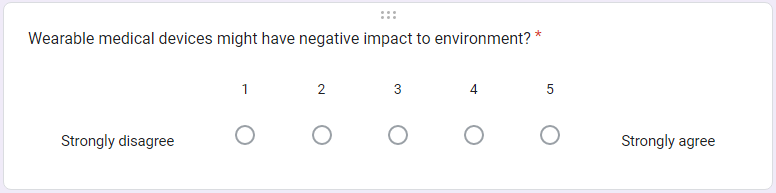 Wearable medical devices might have negative impact to environment? *
1 2 3 4 5
Strongly disagree Strongly agree